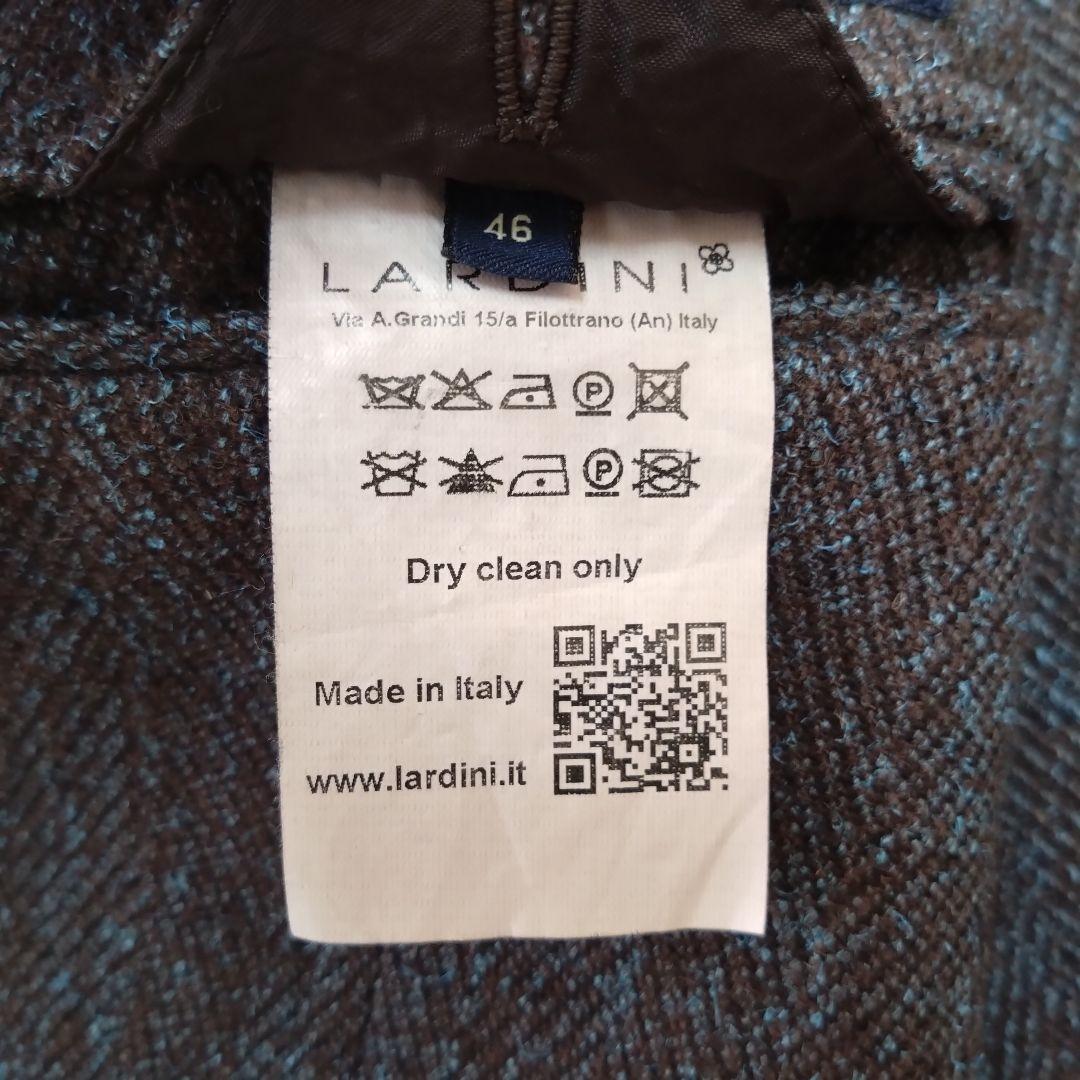 46
LARDINI
Via A.Grandi 15/a Filottrano (An) Italy
P
P
Dry clean only
Made in Italy
www.lardini.it